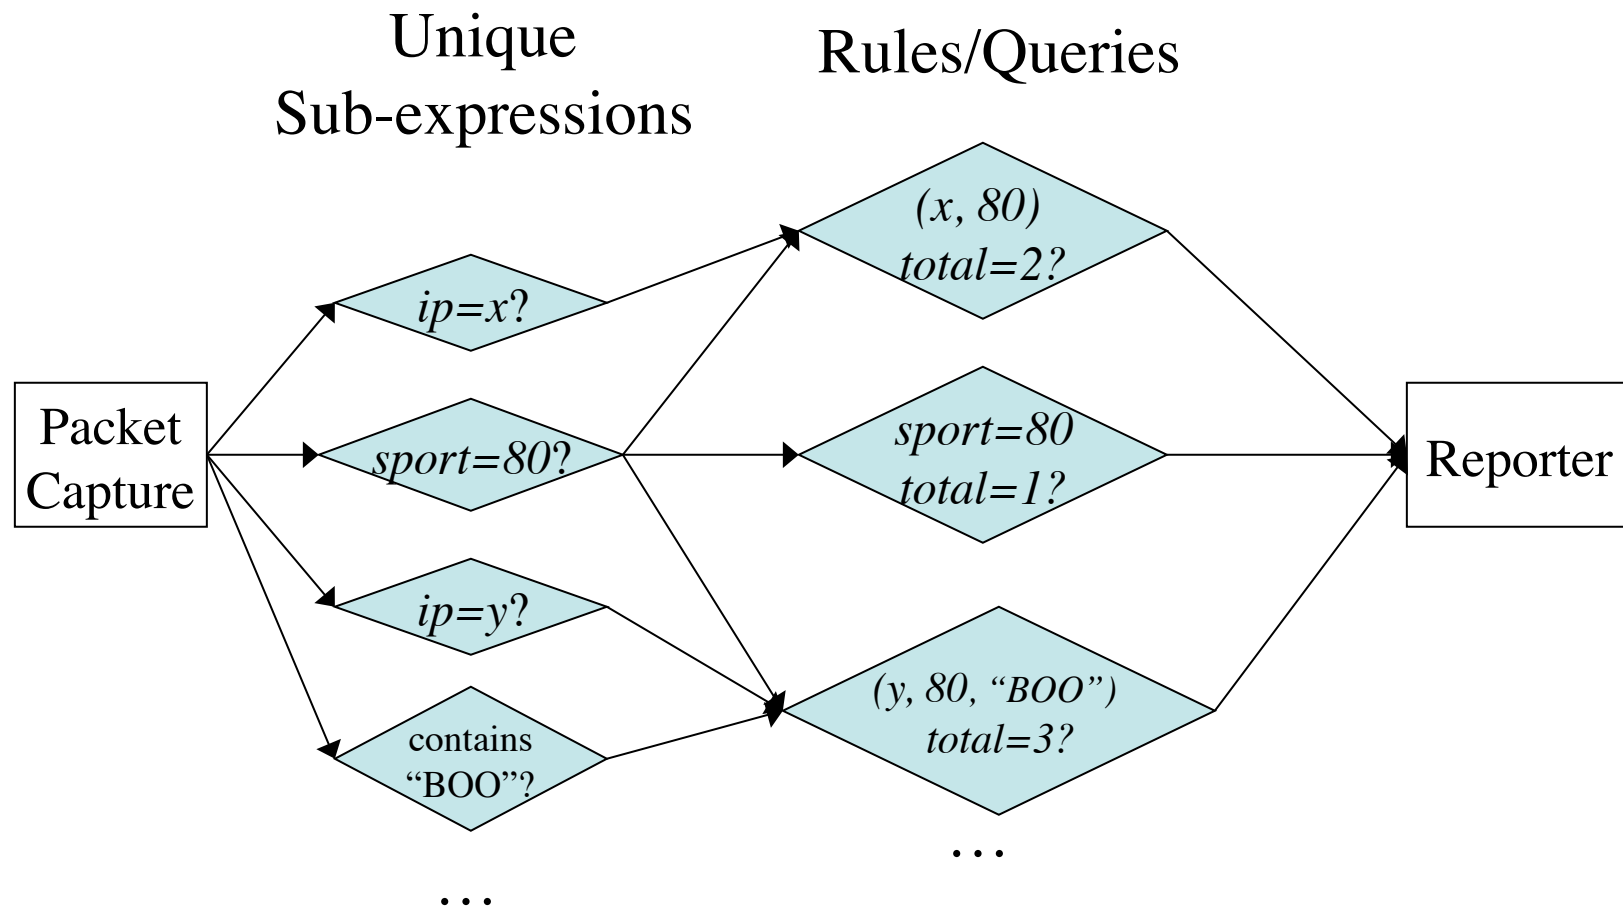 Unique
Sub-expressions
Rules/Queries
Packet
Capture
ip=x?
sport=80?
ip=y?
contains
“BOO”?
…
(x, 80)
total=2?
sport=80
total=1?
(y, 80, “BOO”)
total=3?
…
Reporter